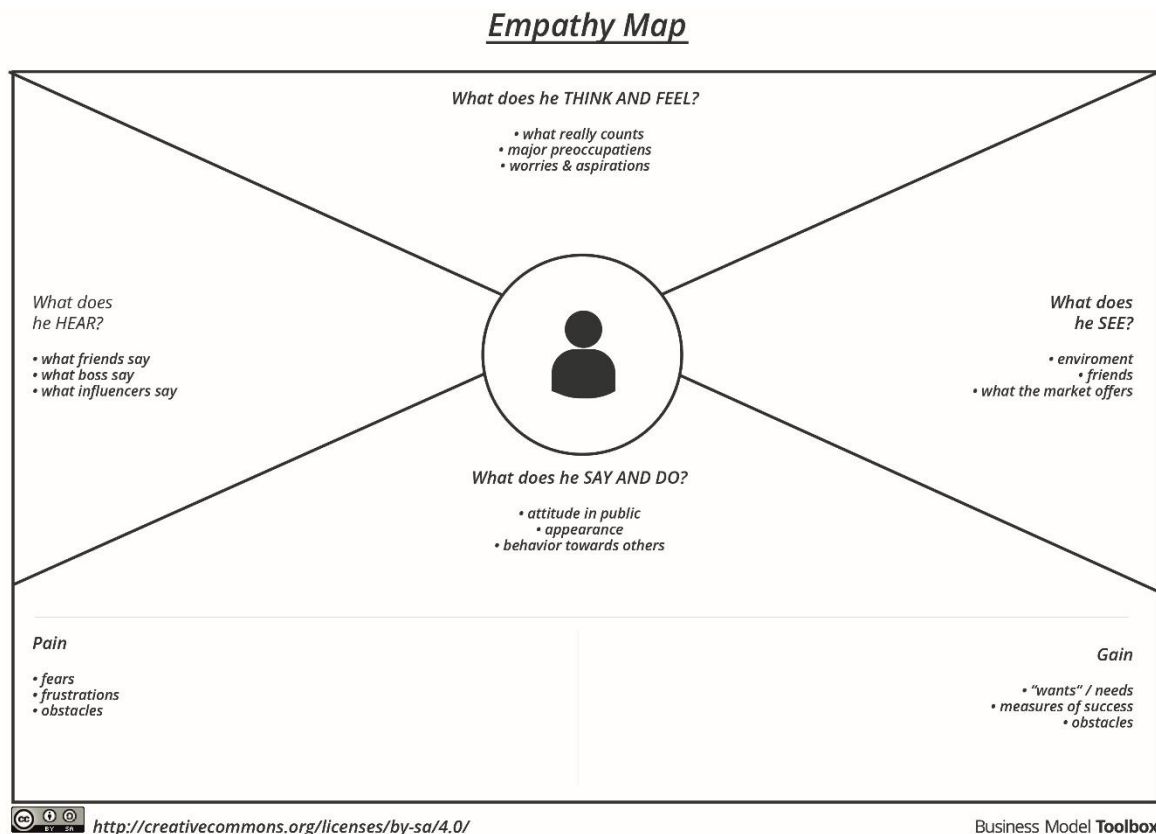 Empathy Map
What does he THINK AND FEEL?
• what really counts
• major preoccupatiens
• worries & aspirations
What does
he HEAR?
• what friends say
• what boss say
• what influencers say
What does
he SEE?
• enviroment
• friends
• what the market offers
What does he SAY AND DO?
• attitude in public
• appearance
• behavior towards others
Pain
• fears
• frustrations
• obstacles
Gain
• “wants“ / needs
• measures of success
• obstacles
cc BY SA
http://creativecommons.org/licenses/by-sa/4.0/
Business Model Toolbox